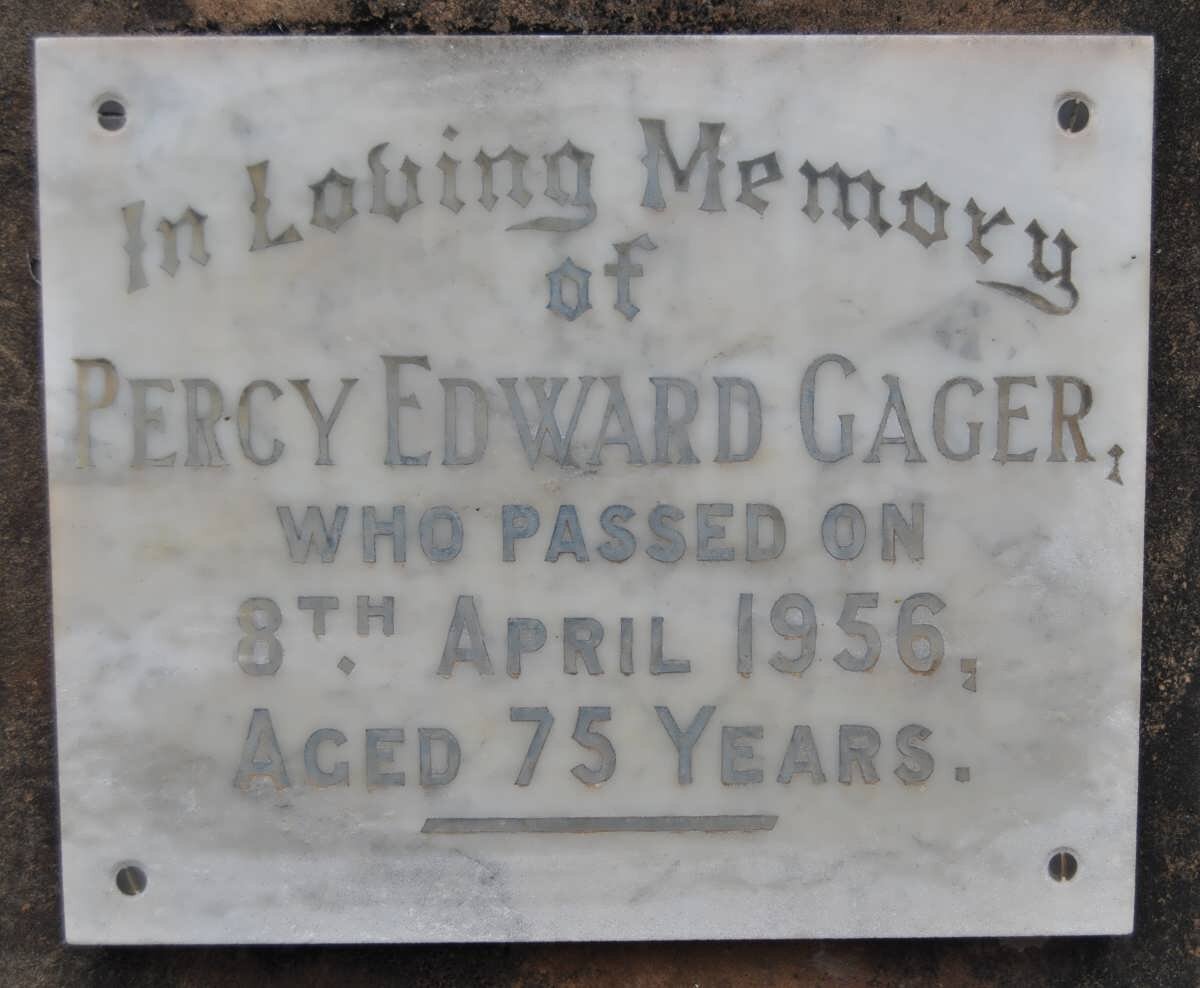 In Loving Memory
of
PERCY EDWARD GAGER,
WHO PASSED ON
8TH. APRIL 1956,
AGED 75 YEARS.